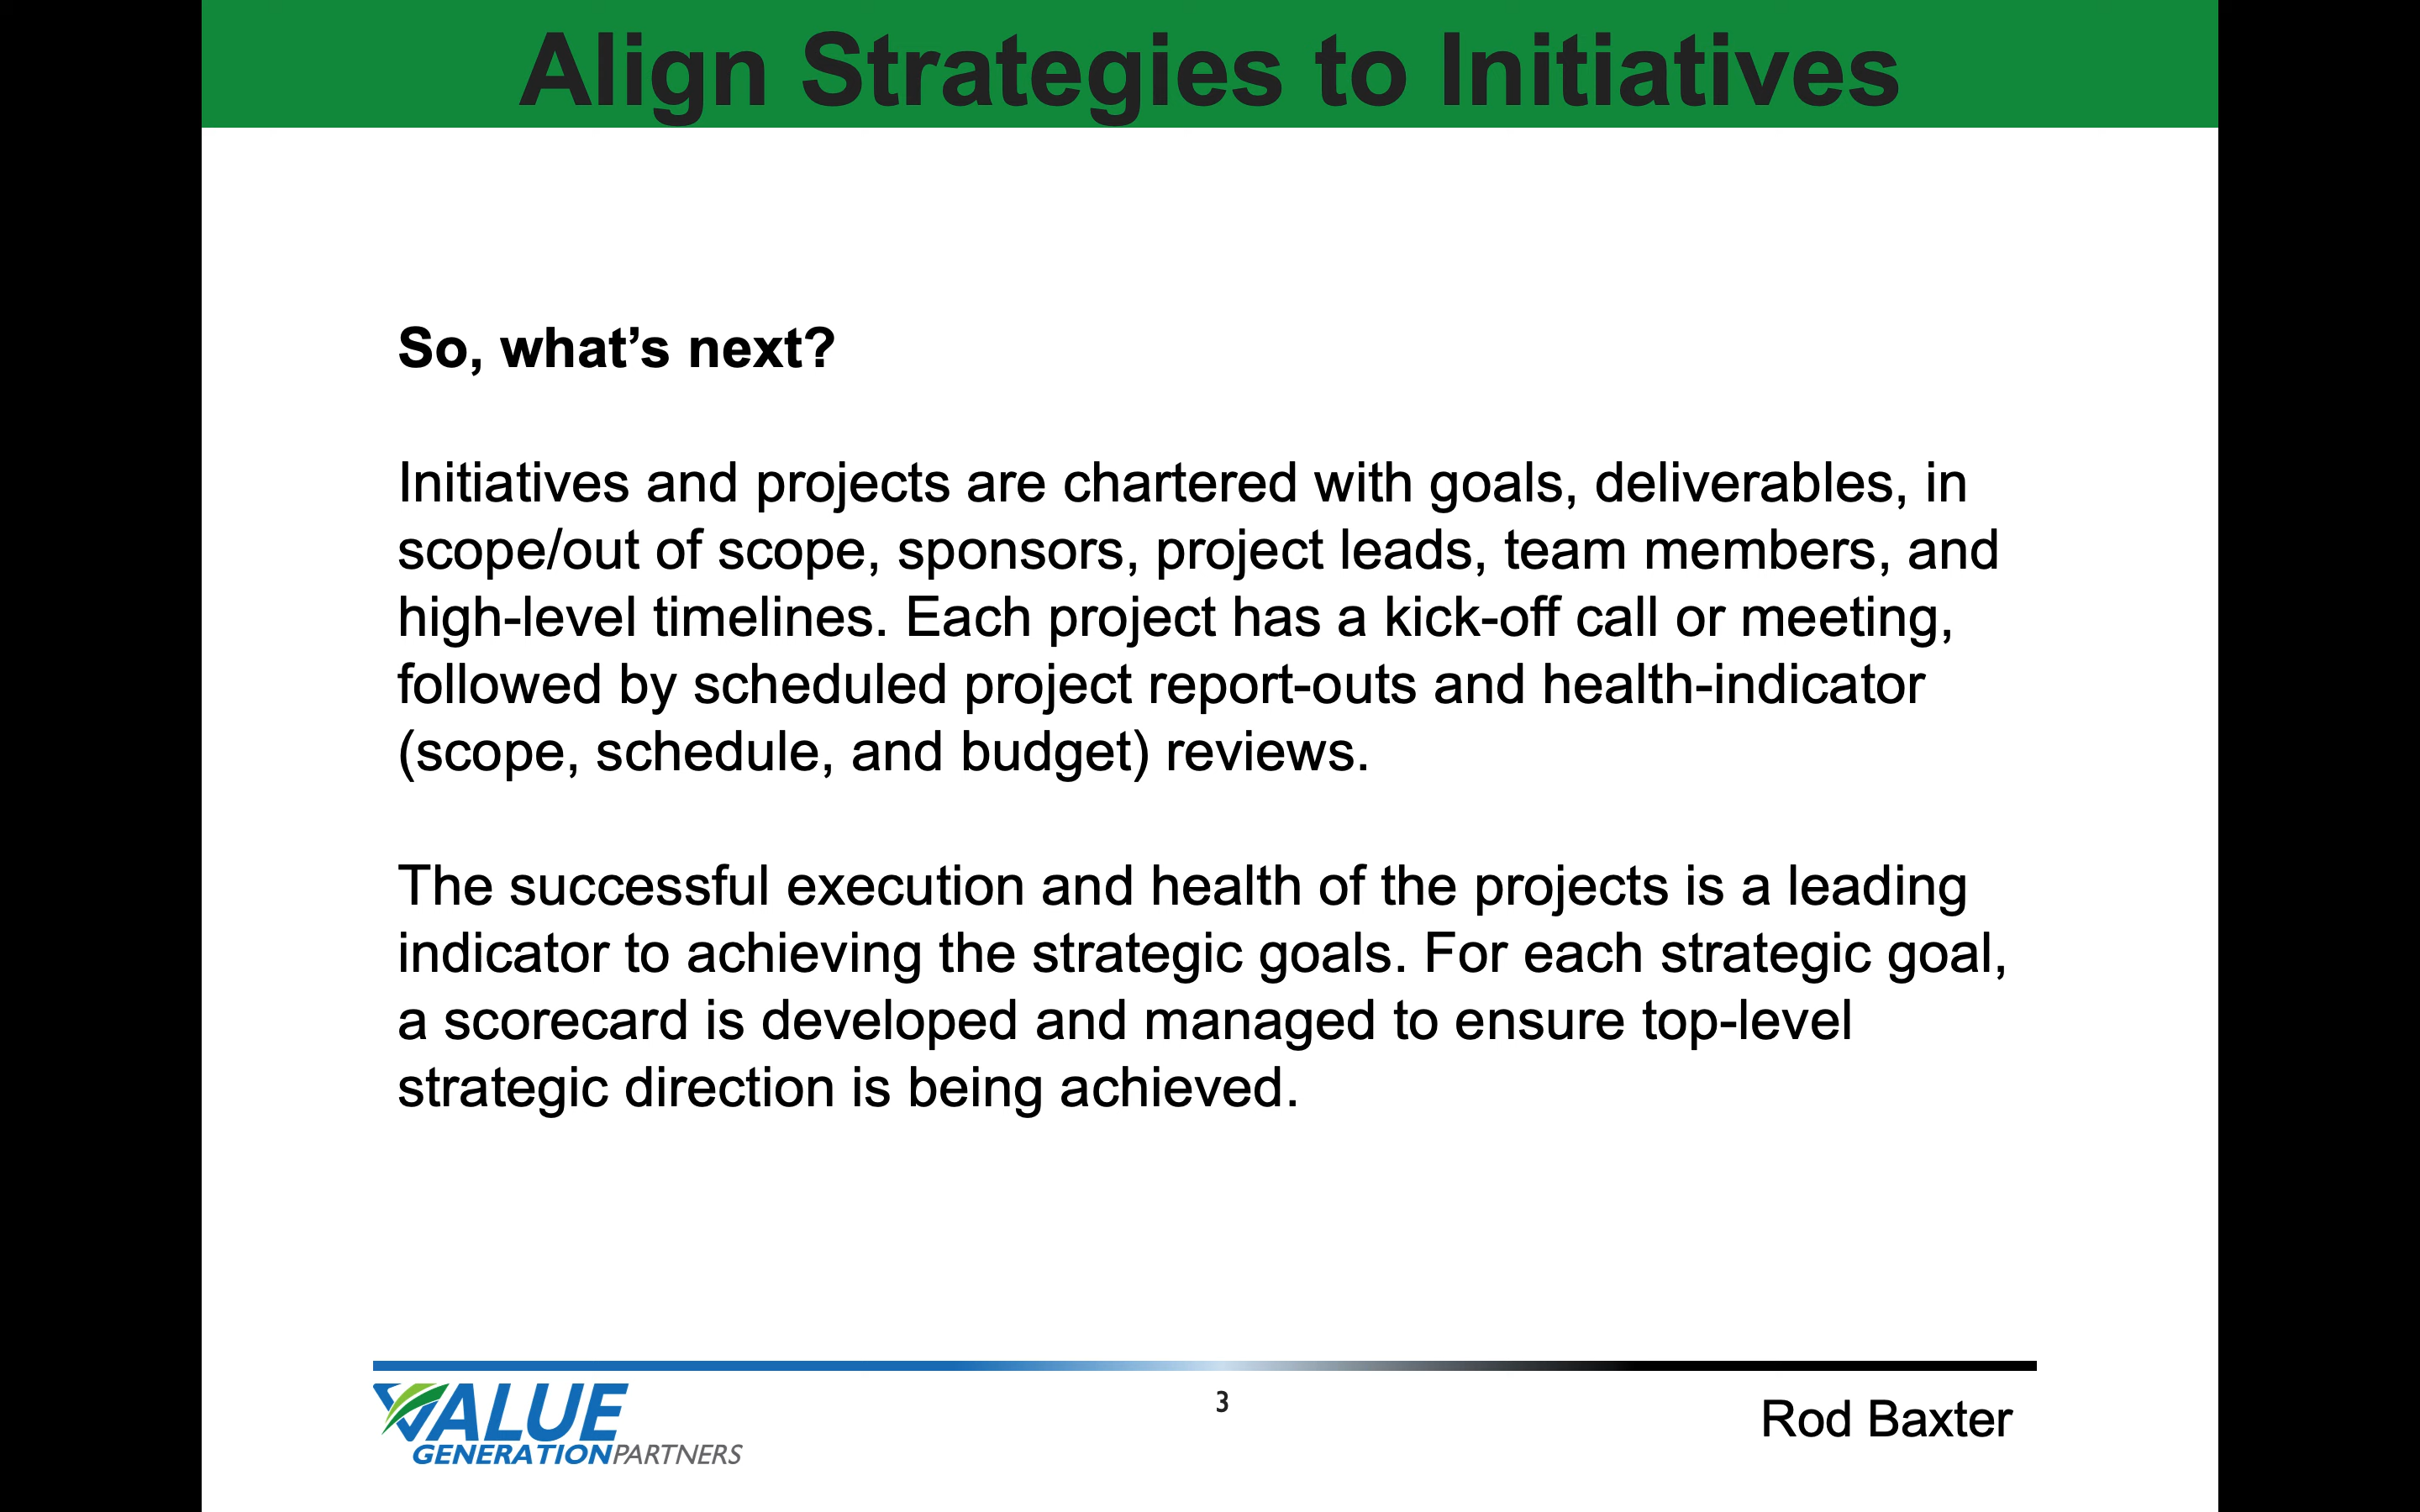 Align Strategies to Initiatives
So, what’s next?
Initiatives and projects are chartered with goals, deliverables, in
scope/out of scope, sponsors, project leads, team members, and
high-level timelines. Each project has a kick-off call or meeting,
followed by scheduled project report-outs and health-indicator
(scope, schedule, and budget) reviews.
The successful execution and health of the projects is a leading
indicator to achieving the strategic goals. For each strategic goal,
a scorecard is developed and managed to ensure top-level
strategic direction is being achieved.
VALUE
GENERATIONPARTNERS
3
Rod Baxter